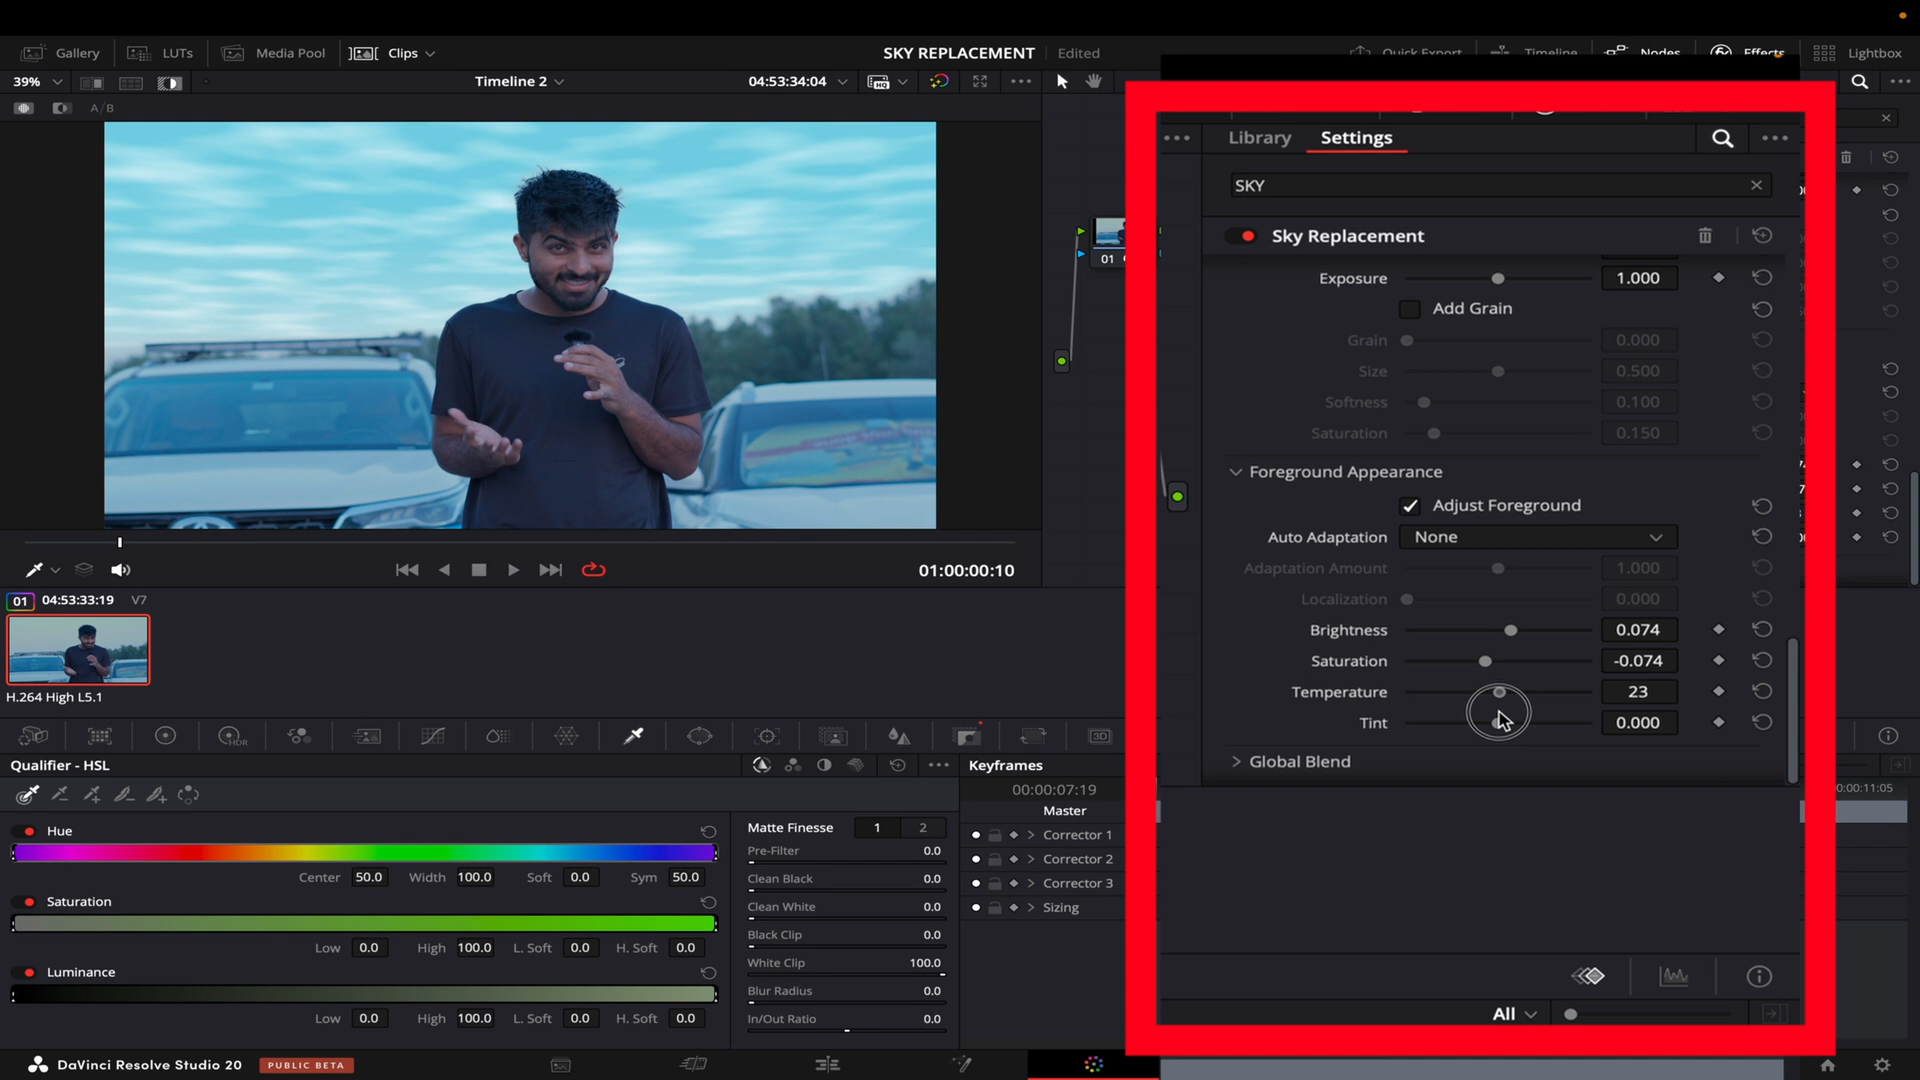 Gallery LUTs Media Pool Clips SKY REPLACEMENT Edited Quick Export Timeline Nodes Effects Lightbox
39% Timeline 2 04:53:34:04
A/B
Library Settings
SKY
Sky Replacement
Exposure 1.000
Add Grain
Grain 0.000
Size 0.500
Softness 0.100
Saturation 0.150
Foreground Appearance
Adjust Foreground
Auto Adaptation None
Adaptation Amount 1.000
Localization 0.000
Brightness 0.074
Saturation -0.074
Temperature 23
Tint 0.000
Global Blend
All
01
01:00:00:10
01 04:53:33:19 V7
H.264 High L5.1
HDR
3D
Qualifier - HSL
Hue
Center 50.0 Width 100.0 Soft 0.0 Sym 50.0
Saturation
Low 0.0 High 100.0 L. Soft 0.0 H. Soft 0.0
Luminance
Low 0.0 High 100.0 L. Soft 0.0 H. Soft 0.0
Matte Finesse 1 2
Pre-Filter 0.0
Clean Black 0.0
Clean White 0.0
Black Clip 0.0
White Clip 100.0
Blur Radius 0.0
In/Out Ratio 0.0
Keyframes
00:00:07:19
Master
Corrector 1
Corrector 2
Corrector 3
Sizing
DaVinci Resolve Studio 20 PUBLIC BETA